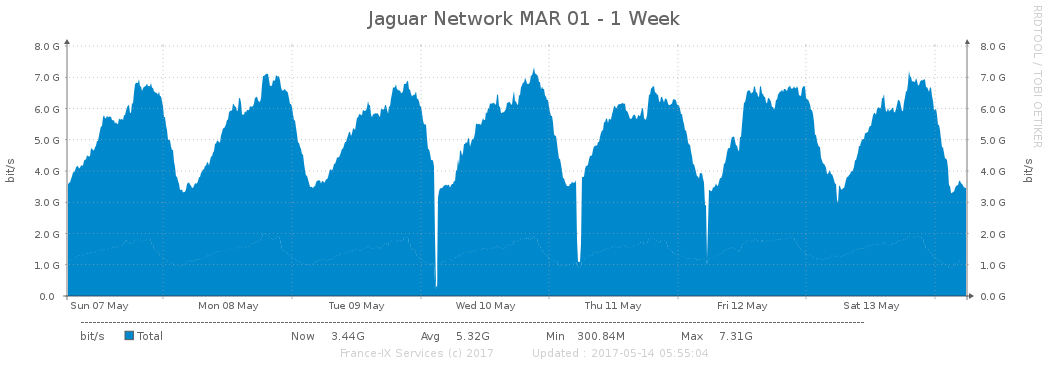 Jaguar Network MAR 01 - 1 Week
RRDTOOL / TOBI OETIKER
bit/s
8.0 G 8.0 G
7.0 G 7.0 G
6.0 G 6.0 G
5.0 G 5.0 G
4.0 G 4.0 G
3.0 G 3.0 G
2.0 G 2.0 G
1.0 G 1.0 G
0.0 0.0 G
bit/s
Sun 07 May Mon 08 May Tue 09 May Wed 10 May Thu 11 May Fri 12 May Sat 13 May
bit/s Total Now 3.44G Avg 5.32G Min 300.84M Max 7.31G
France-IX Services (c) 2017 Updated : 2017-05-14 05:55:04